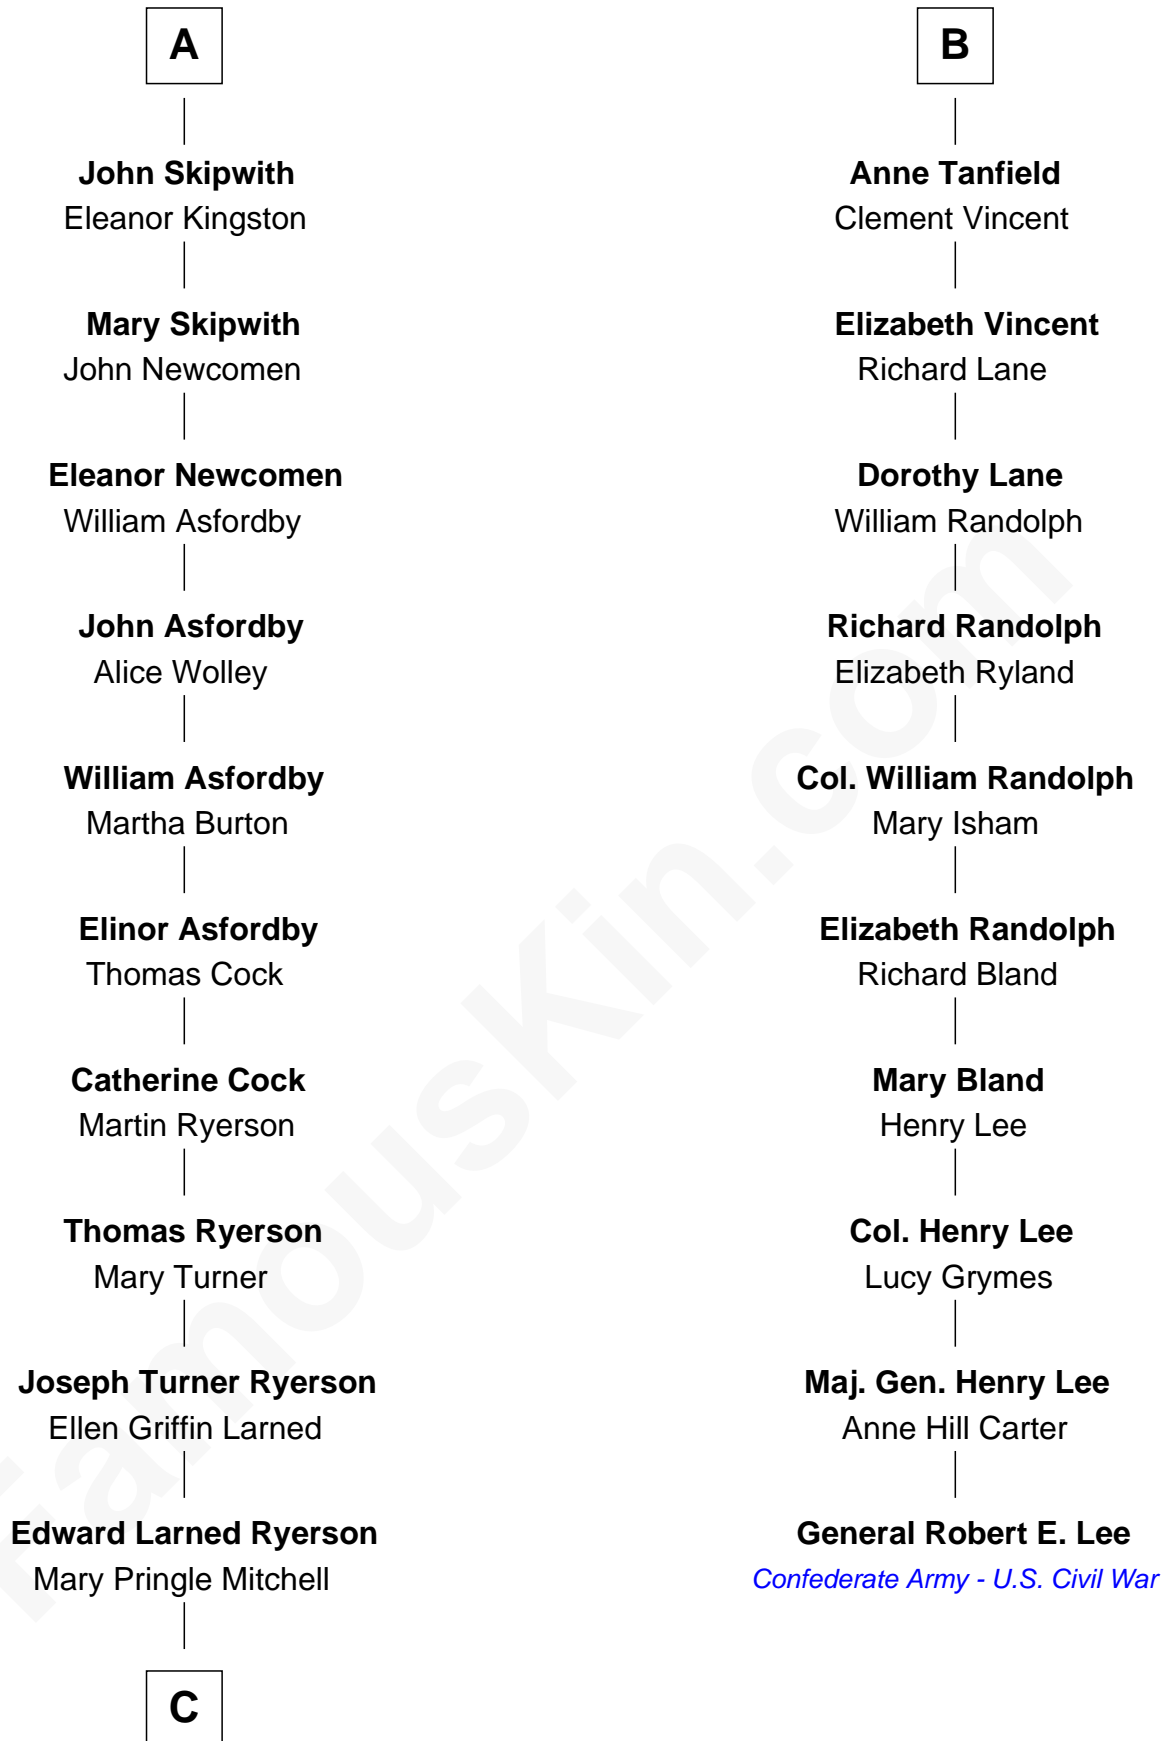 A
John Skipwith
Eleanor Kingston
Mary Skipwith
John Newcomen
Eleanor Newcomen
William Asfordby
John Asfordby
Alice Wolley
William Asfordby
Martha Burton
Elinor Asfordby
Thomas Cock
Catherine Cock
Martin Ryerson
Thomas Ryerson
Mary Turner
Joseph Turner Ryerson
Ellen Griffin Larned
Edward Larned Ryerson
Mary Pringle Mitchell
C
B
Anne Tanfield
Clement Vincent
Elizabeth Vincent
Richard Lane
Dorothy Lane
William Randolph
Richard Randolph
Elizabeth Ryland
Col. William Randolph
Mary Isham
Elizabeth Randolph
Richard Bland
Mary Bland
Henry Lee
Col. Henry Lee
Lucy Grymes
Maj. Gen. Henry Lee
Anne Hill Carter
General Robert E. Lee
Confederate Army - U.S. Civil War
FamousKin.com